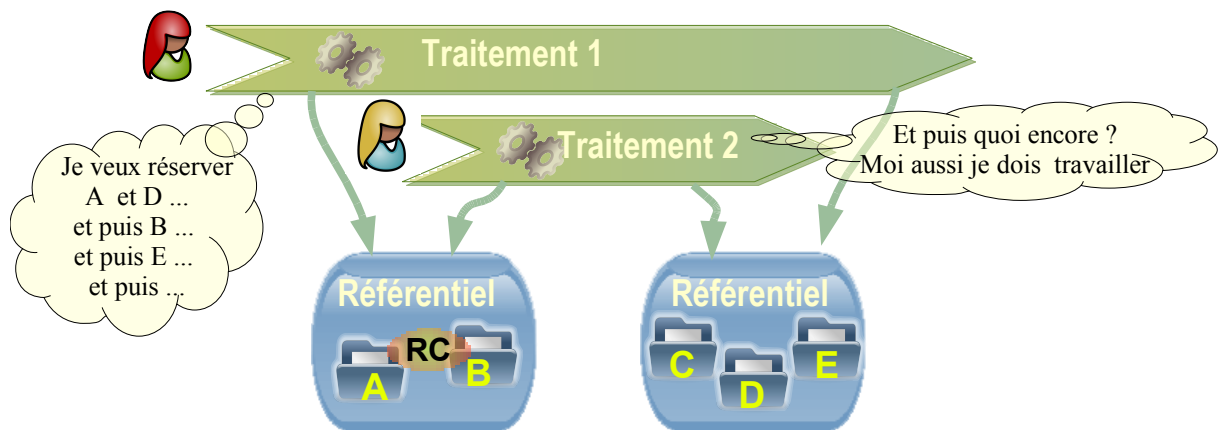 Traitement 1
Traitement 2
Je veux réserver
A et D ...
et puis B ...
et puis E ...
et puis ...
Et puis quoi encore ?
Moi aussi je dois travailler
Référentiel
RC
A
B
Référentiel
C
D
E